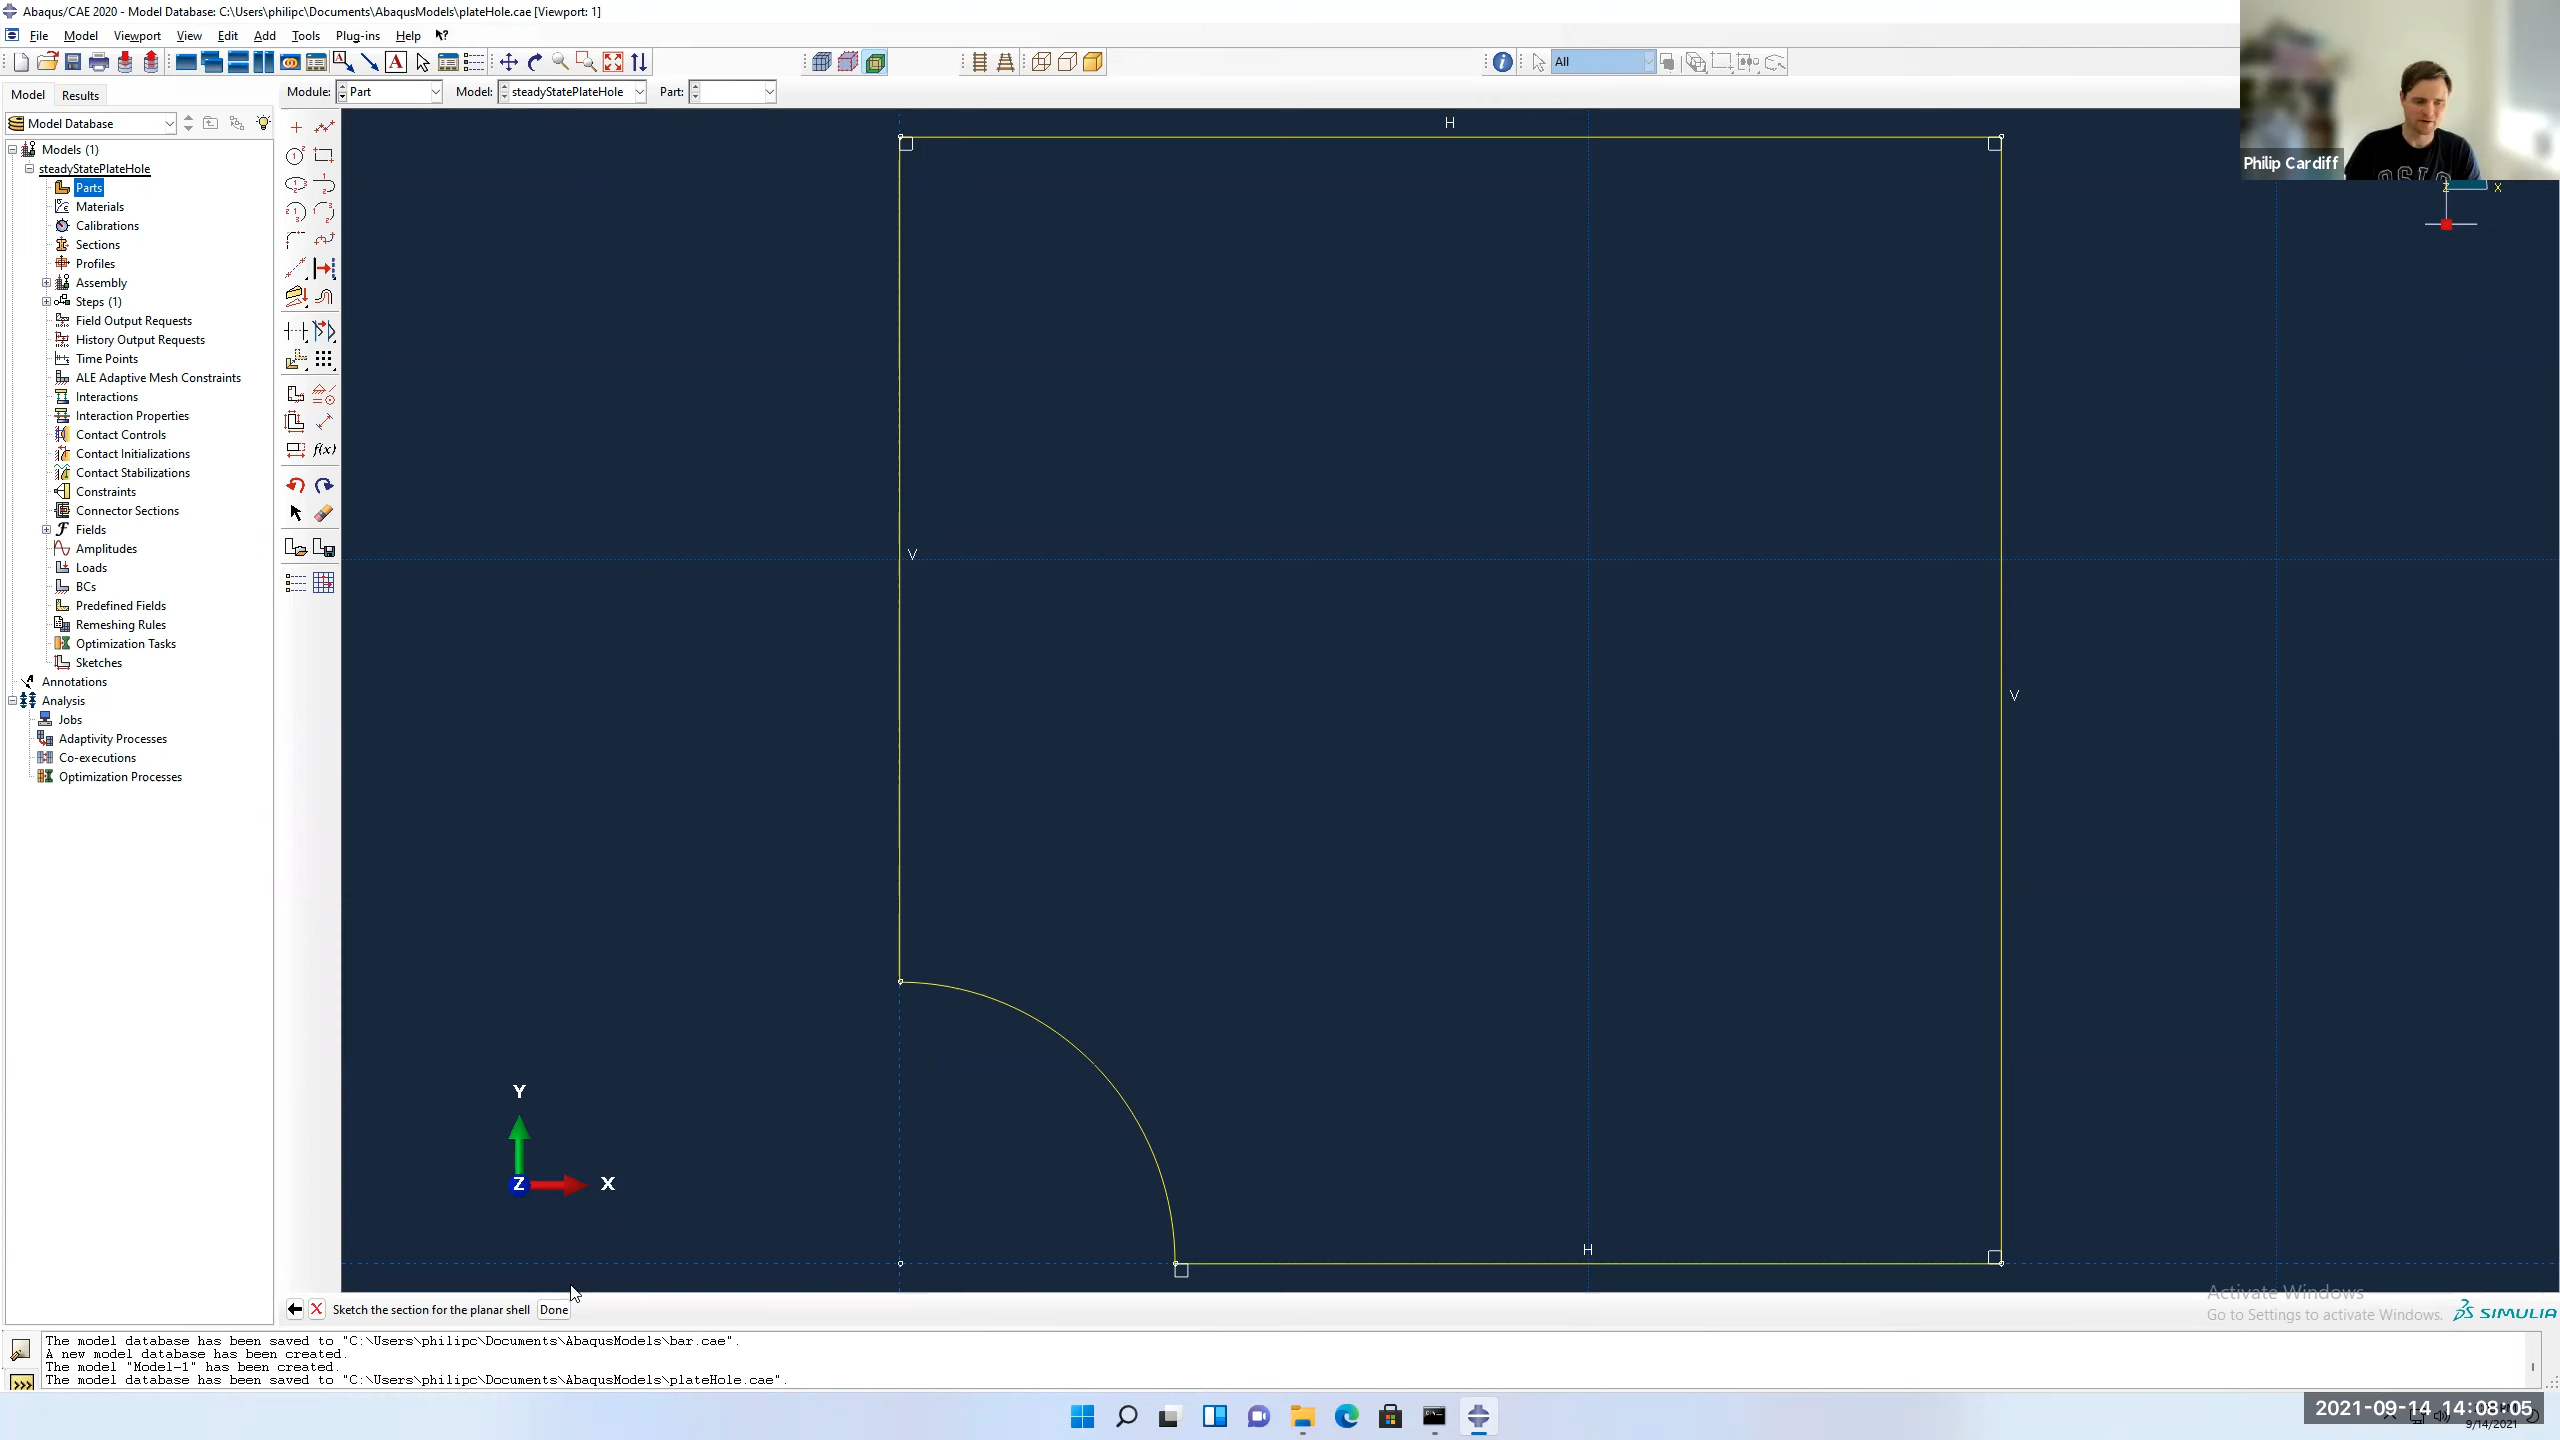 Abaqus/CAE 2020 - Model Database: C:\Users\philipc\Documents\AbaqusModels\plateHole.cae [Viewport: 1]
File Model Viewport View Edit Add Tools Plug-ins Help
All
Model Results
Module: Part Model: steadyStatePlateHole Part:
Model Database
Models (1)
steadyStatePlateHole
Parts
Materials
Calibrations
Sections
Profiles
Assembly
Steps (1)
Field Output Requests
History Output Requests
Time Points
ALE Adaptive Mesh Constraints
Interactions
Interaction Properties
Contact Controls
Contact Initializations
Contact Stabilizations
Constraints
Connector Sections
Fields
Amplitudes
Loads
BCs
Predefined Fields
Remeshing Rules
Optimization Tasks
Sketches
Annotations
Analysis
Jobs
Adaptivity Processes
Co-executions
Optimization Processes
f(x)
H
V
V
H
Y
Z X
Philip Cardiff
Z X
Sketch the section for the planar shell Done
Activate Windows
Go to Settings to activate Windows.
SIMULIA
The model database has been saved to "C:\Users\philipc\Documents\AbaqusModels\bar.cae".
A new model database has been created.
The model "Model-1" has been created.
The model database has been saved to "C:\Users\philipc\Documents\AbaqusModels\plateHole.cae".
2021-09-14 14:08:05
9/14/2021